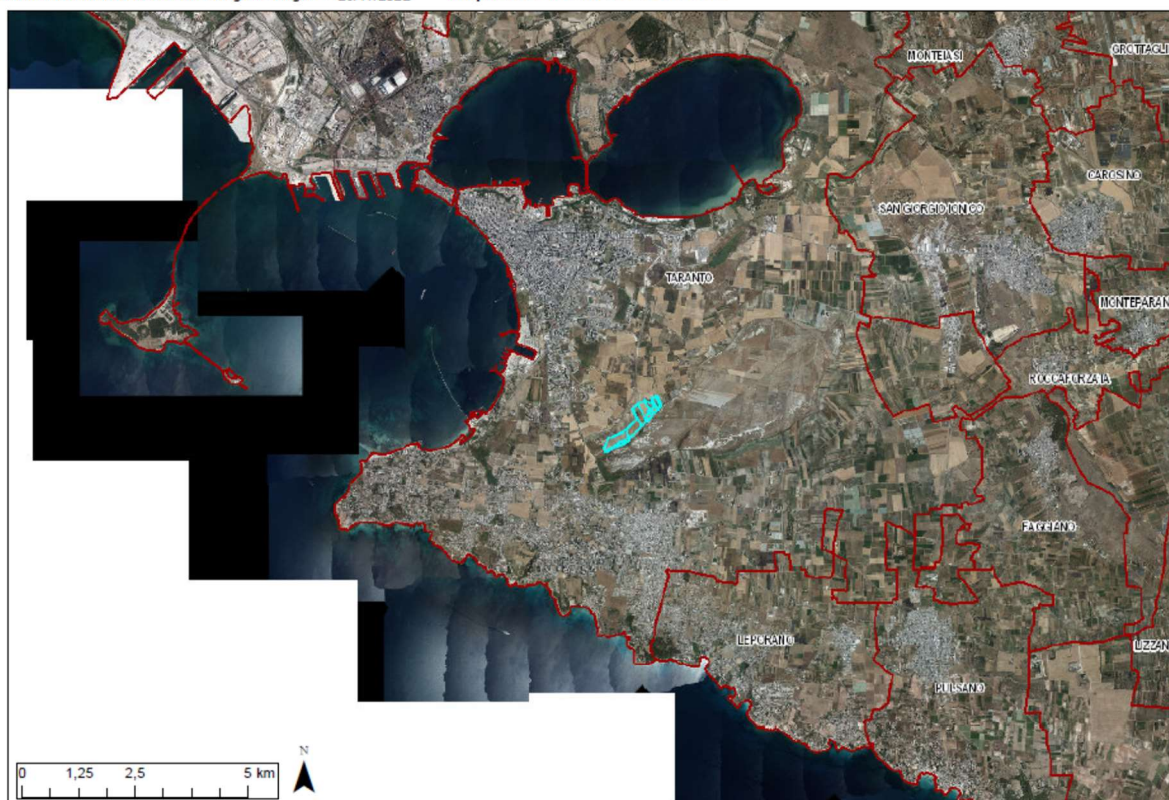 MONTEIASI
GROTTAGLI
CAROSINO
SAN GIORGIO IONICO
TARANTO
MONTEPARAN
ROCCAFORZATA
FAGGIANO
LEPORANO
LIZZAN
PULSANO
N
0 1,25 2,5 5 km